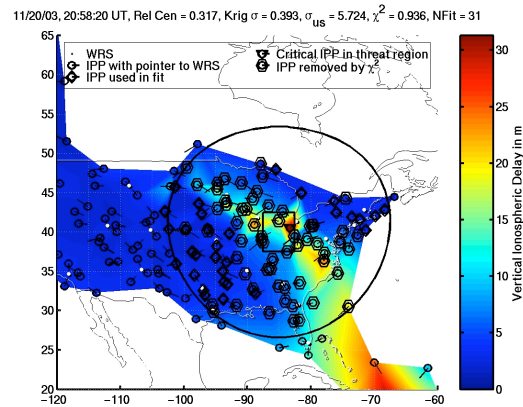 11/20/03, 20:58:20 UT, Rel Cen = 0.317, Krig σ = 0.393, σus = 5.724, χ² = 0.936, NFit = 31
65
60
55
50
45
40
35
30
25
20
WRS
IPP with pointer to WRS
IPP used in fit
Critical IPP in threat region
IPP removed by χ²
-120 -110 -100 -90 -80 -70 -60
30
25
20
15
10
5
0
Vertical Ionospheric Delay in m